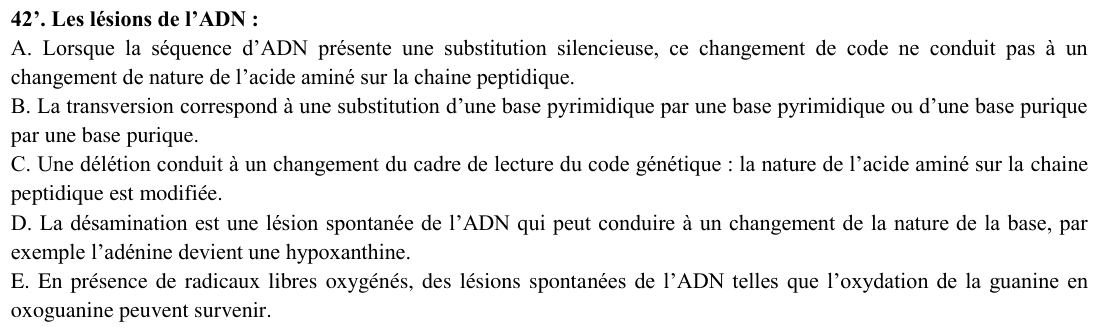 42’. Les lésions de l’ADN :
A. Lorsque la séquence d’ADN présente une substitution silencieuse, ce changement de code ne conduit pas à un
changement de nature de l’acide aminé sur la chaine peptidique.
B. La transversion correspond à une substitution d’une base pyrimidique par une base pyrimidique ou d’une base purique
par une base purique.
C. Une délétion conduit à un changement du cadre de lecture du code génétique : la nature de l’acide aminé sur la chaine
peptidique est modifiée.
D. La désamination est une lésion spontanée de l’ADN qui peut conduire à un changement de la nature de la base, par
exemple l’adénine devient une hypoxanthine.
E. En présence de radicaux libres oxygénés, des lésions spontanées de l’ADN telles que l’oxydation de la guanine en
oxoguanine peuvent survenir.